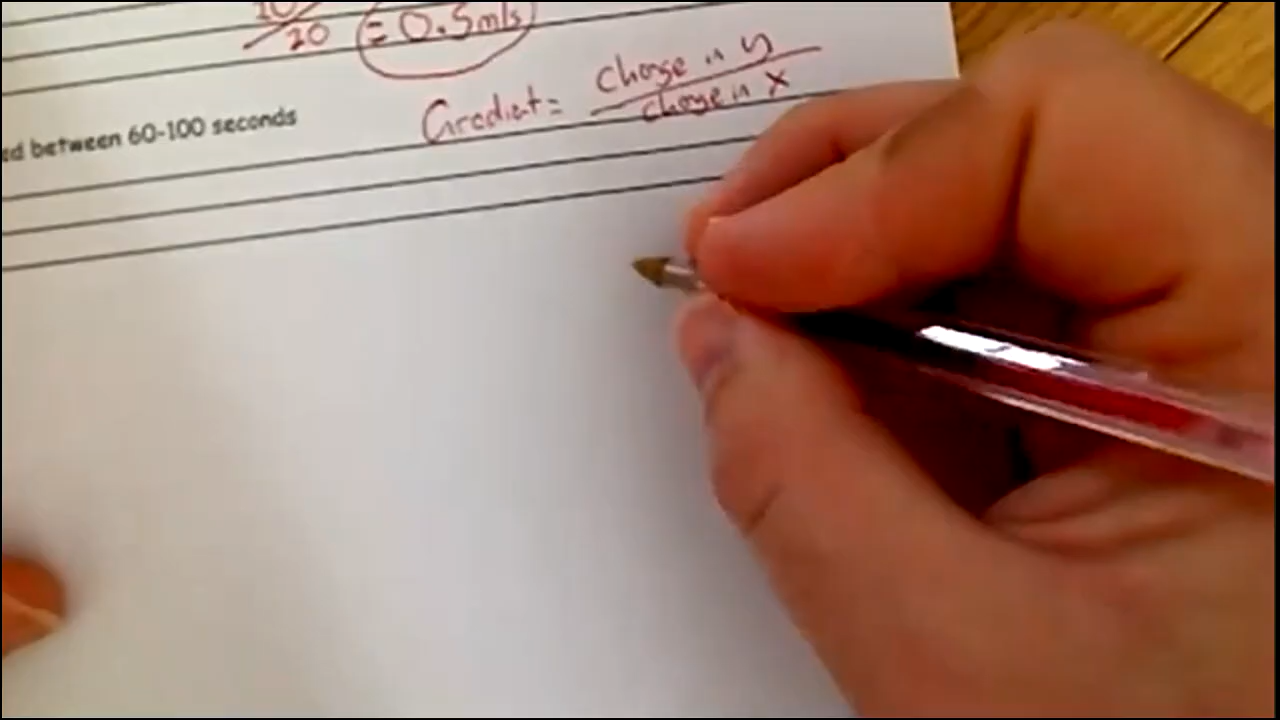 10/20 = 0.5m/s
ed between 60-100 seconds
Gradient = change in y
change in x